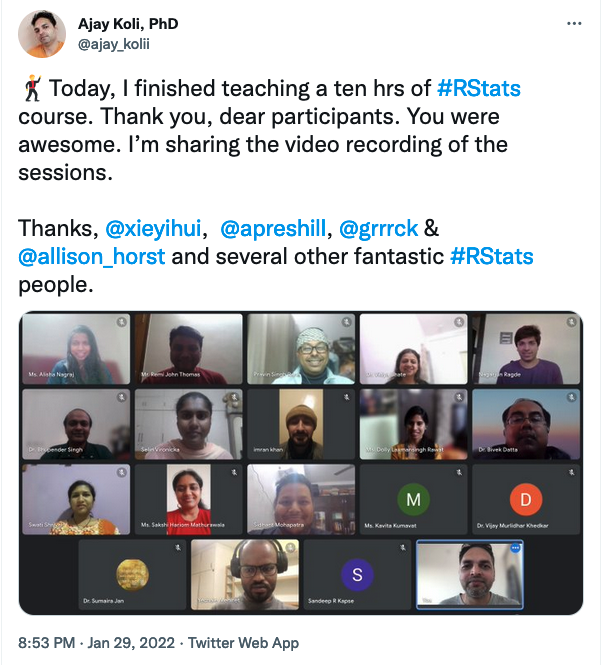 Ajay Koli, PhD
@ajay_kolii
🕺 Today, I finished teaching a ten hrs of #RStats
course. Thank you, dear participants. You were
awesome. I’m sharing the video recording of the
sessions.
Thanks, @xieyihui, @apreshill, @grrrck &
@allison_horst and several other fantastic #RStats
people.
Ms. Alisha Nagraj
Mr. Remi John Thomas
Pravin Singh
Nagarjun Ragde
Dr. Bhupender Singh
Selin Vironicka
imran khan
Ms. Dolly Laxmansingh Rawat
Dr. Bivek Datta
Swati
Ms. Sakshi Hariom Mathurawala
Mohapatra
M
Ms. Kavita Kumavat
D
Dr. Vijay Murlidhar Khedkar
Dr. Sumaira Jan
S
Sandeep R Kapse
You
8:53 PM · Jan 29, 2022 · Twitter Web App